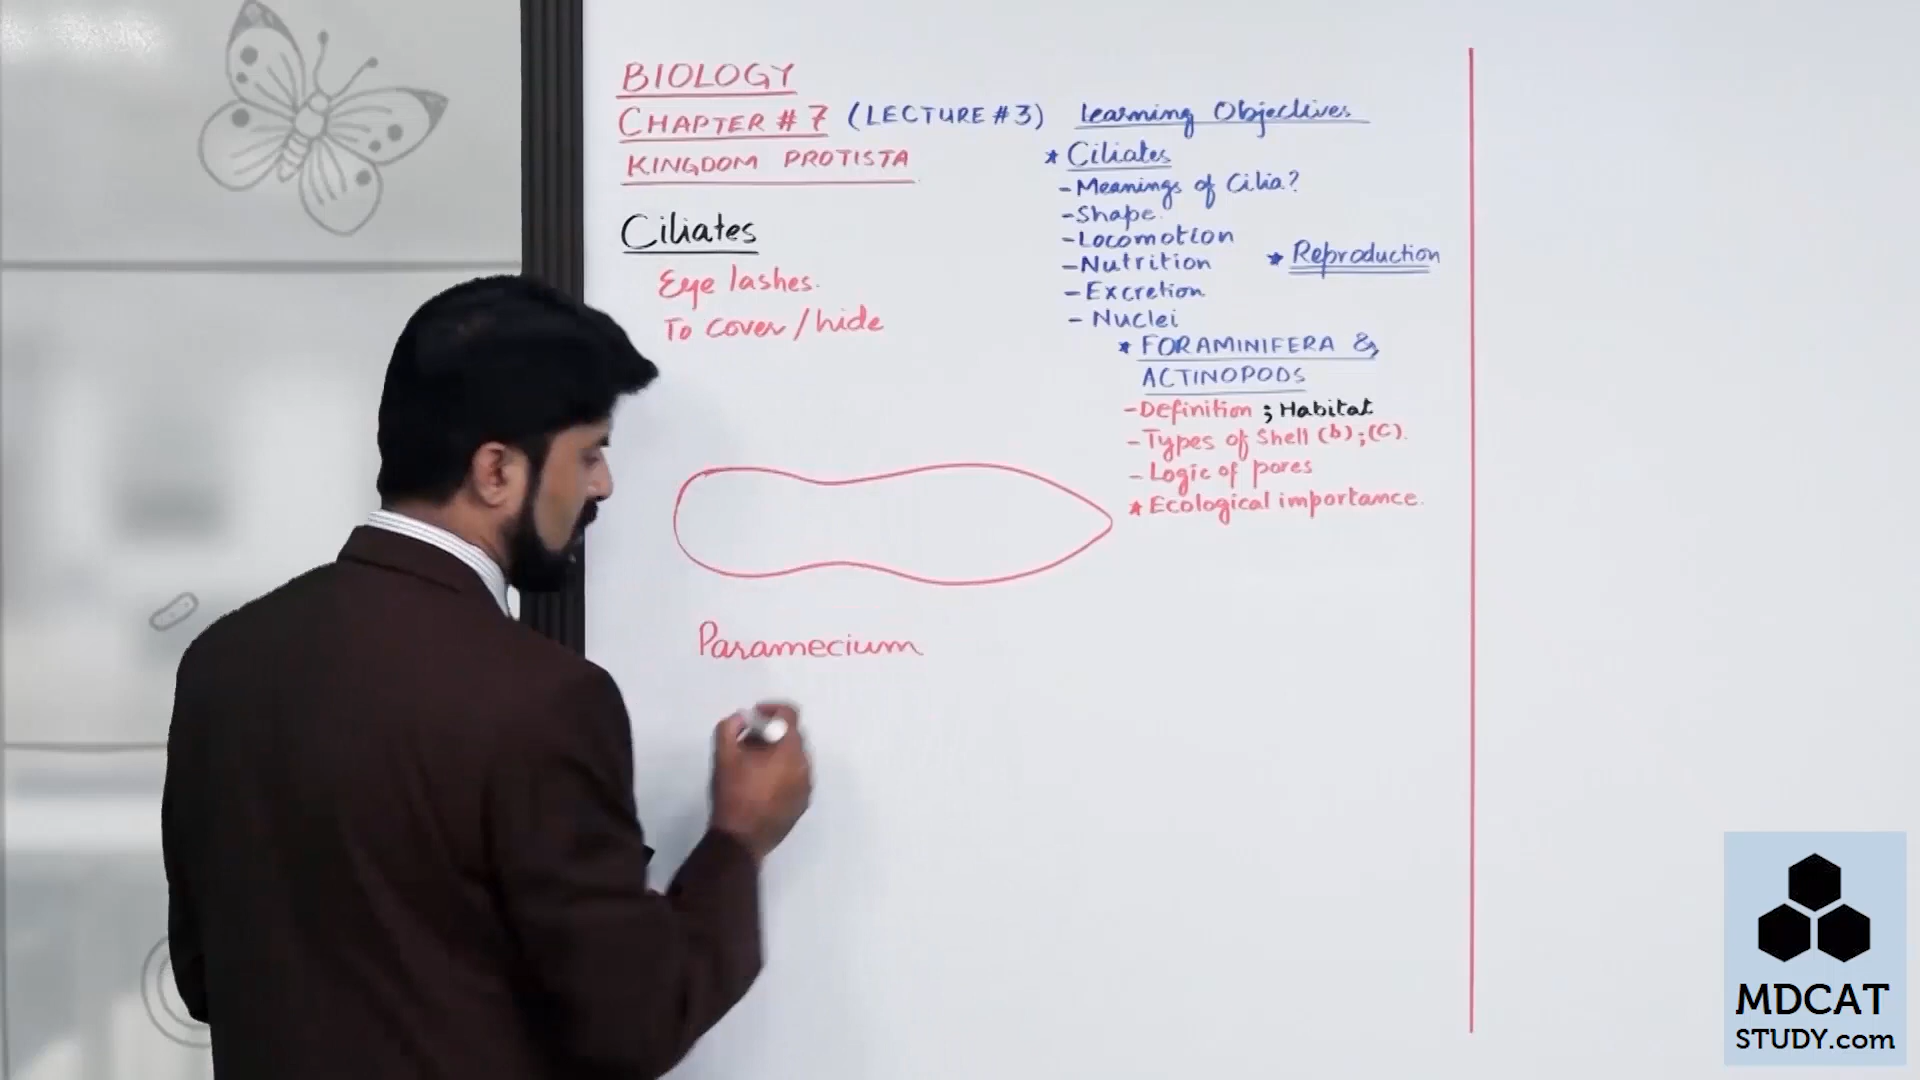 BIOLOGY
CHAPTER # 7 (LECTURE # 3)
KINGDOM PROTISTA
Ciliates
Eye lashes.
To cover / hide
Paramecium
Learning Objectives
* Ciliates
- Meanings of Cilia?
- Shape.
- Locomotion
- Nutrition * Reproduction
- Excretion
- Nuclei
* FORAMINIFERA &
ACTINOPODS
- Definition ; Habitat
- Types of Shell (b) ; (C).
- Logic of pores
* Ecological importance.
MDCAT
STUDY.com